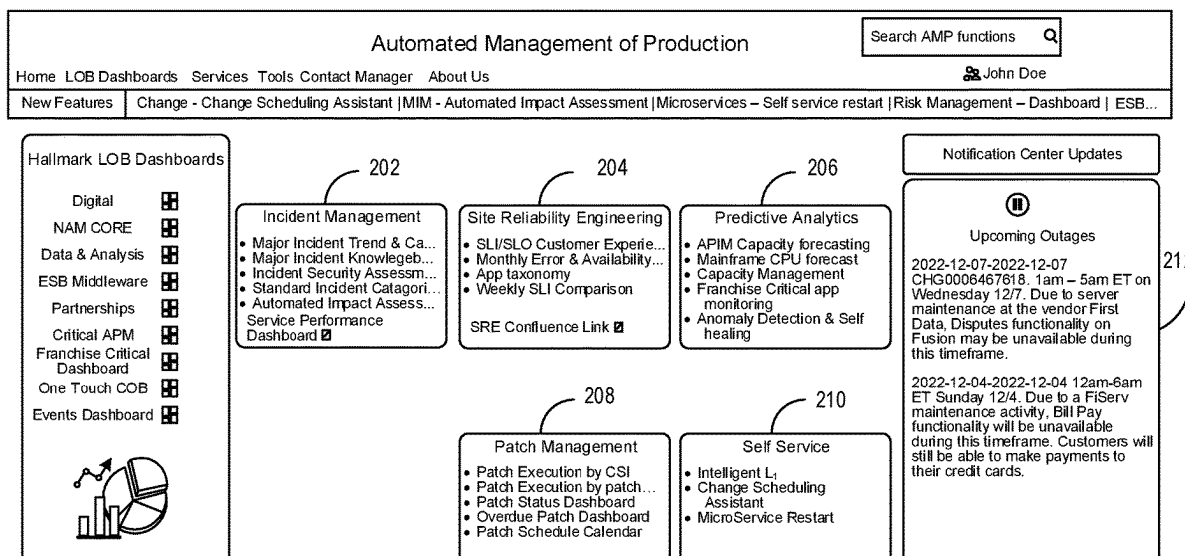 Automated Management of Production
Search AMP functions
Home LOB Dashboards Services Tools Contact Manager About Us
John Doe
New Features
Change - Change Scheduling Assistant |MIM - Automated Impact Assessment|Microservices – Self service restart |Risk Management – Dashboard | ESB...
Hallmark LOB Dashboards
Digital
NAM CORE
Data & Analysis
ESB Middleware
Partnerships
Critical APM
Franchise Critical
Dashboard
One Touch COB
Events Dashboard
202
Incident Management
• Major Incident Trend & Ca...
• Major Incident Knowlegeb...
• Incident Security Assessm...
• Standard Incident Catagori...
• Automated Impact Assess...
Service Performance
Dashboard
204
Site Reliability Engineering
• SLI/SLO Customer Experie...
• Monthly Error & Availability...
• App taxonomy
• Weekly SLI Comparison
SRE Confluence Link
206
Predictive Analytics
• APIM Capacity forecasting
• Mainframe CPU forecast
• Capacity Management
• Franchise Critical app
monitoring
• Anomaly Detection & Self
healing
208
Patch Management
• Patch Execution by CSI
• Patch Execution by patch...
• Patch Status Dashboard
• Overdue Patch Dashboard
• Patch Schedule Calendar
210
Self Service
• Intelligent L1
• Change Scheduling
Assistant
• MicroService Restart
Notification Center Updates
Upcoming Outages
2022-12-07-2022-12-07
CHG0006467618. 1am – 5am ET on
Wednesday 12/7. Due to server
maintenance at the vendor First
Data, Disputes functionality on
Fusion may be unavailable during
this timeframe.
2022-12-04-2022-12-04 12am-6am
ET Sunday 12/4. Due to a FiServ
maintenance activity, Bill Pay
functionality will be unavailable
during this timeframe. Customers will
still be able to make payments to
their credit cards.